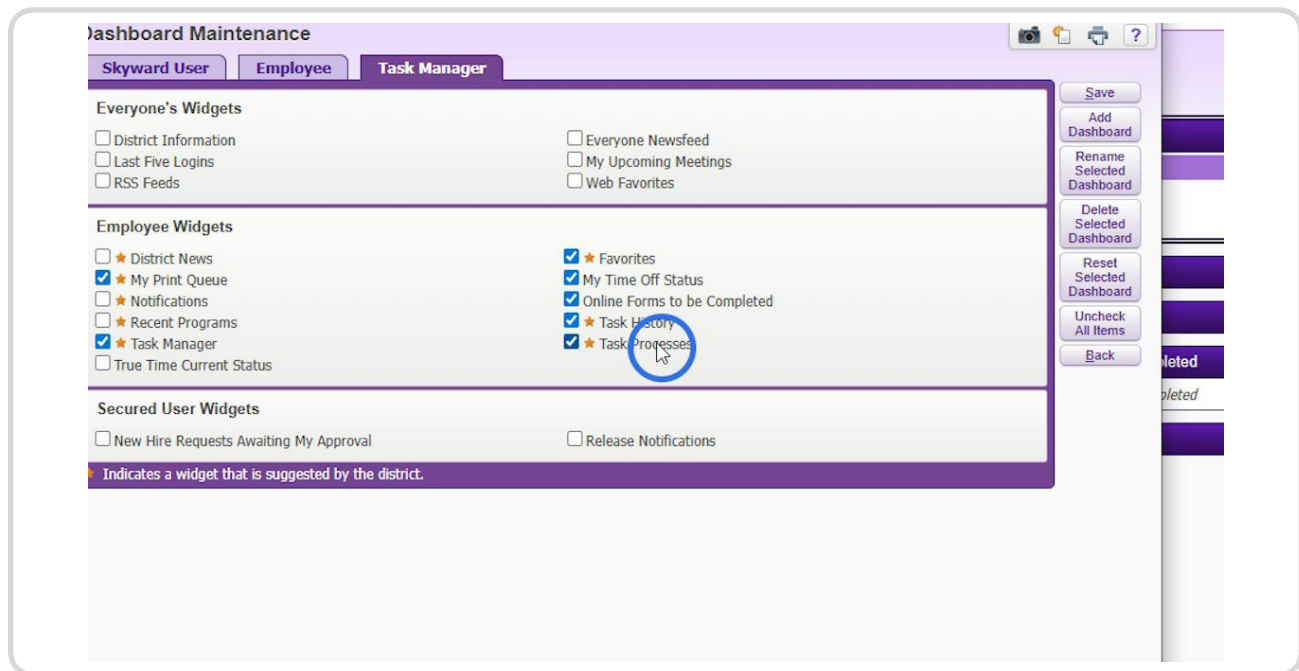 Dashboard Maintenance
?
Skyward User Employee Task Manager
Everyone's Widgets
District Information
Everyone Newsfeed
Last Five Logins
My Upcoming Meetings
RSS Feeds
Web Favorites
Employee Widgets
District News
Favorites
My Print Queue
My Time Off Status
Notifications
Online Forms to be Completed
Recent Programs
Task History
Task Manager
Task Processes
True Time Current Status
Secured User Widgets
New Hire Requests Awaiting My Approval
Release Notifications
Indicates a widget that is suggested by the district.
Save
Add
Dashboard
Rename
Selected
Dashboard
Delete
Selected
Dashboard
Reset
Selected
Dashboard
Uncheck
All Items
Back
leted
pleted